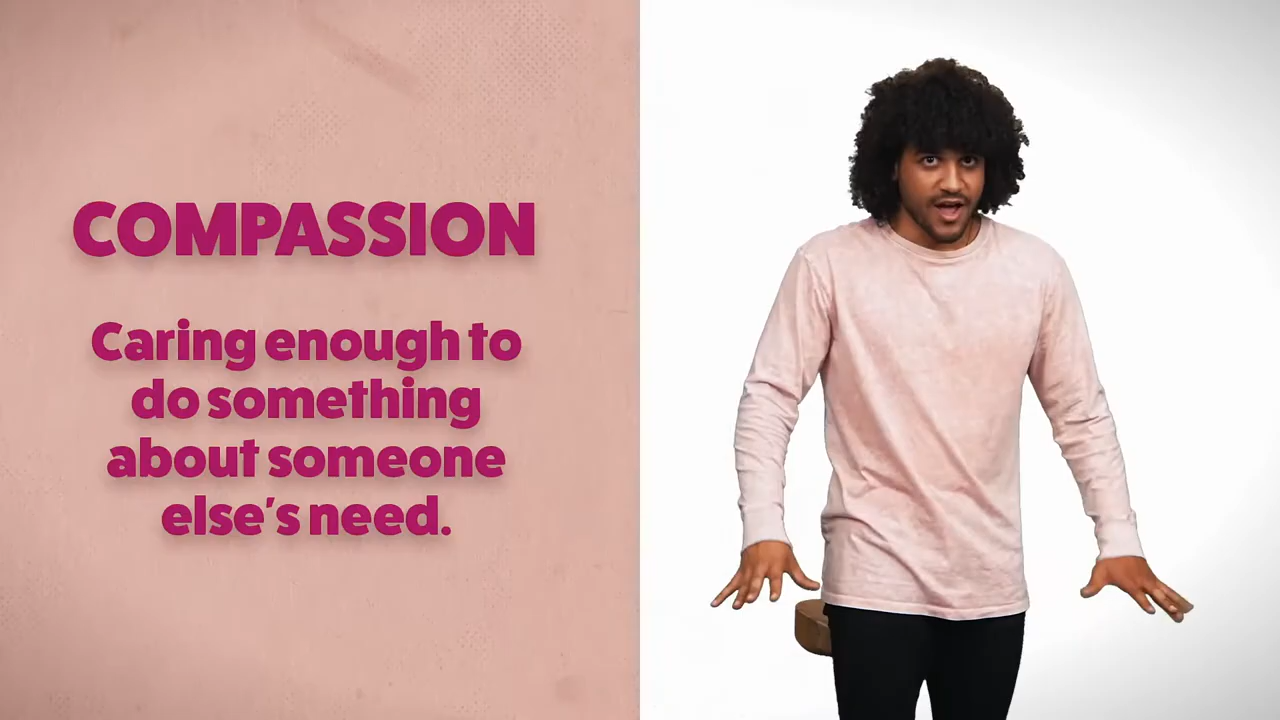 COMPASSION
Caring enough to
do something
about someone
else's need.